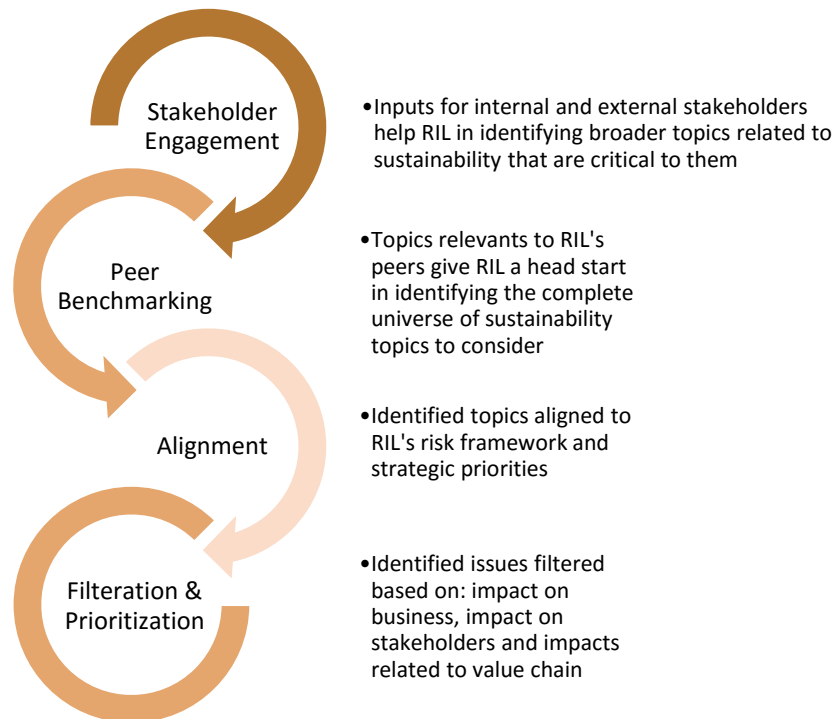 Stakeholder
Engagement
•Inputs for internal and external stakeholders
help RIL in identifying broader topics related to
sustainability that are critical to them
Peer
Benchmarking
•Topics relevants to RIL's
peers give RIL a head start
in identifying the complete
universe of sustainability
topics to consider
Alignment
•Identified topics aligned to
RIL's risk framework and
strategic priorities
Filteration &
Prioritization
•Identified issues filtered
based on: impact on
business, impact on
stakeholders and impacts
related to value chain